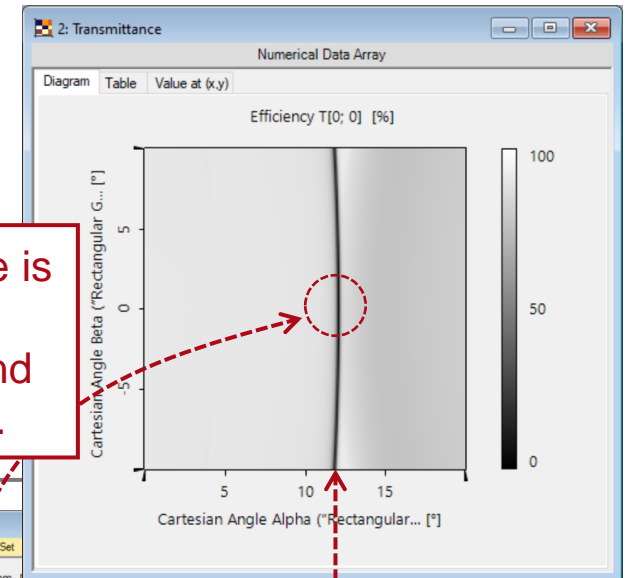 2: Transmittance
Numerical Data Array
Diagram Table Value at (x,y)
Efficiency T[0; 0] [%]
Cartesian Angle Beta ("Rectangular G... [°]
5
0
-5
100
50
0
5 10 15
Cartesian Angle Alpha ("Rectangular... [°]
is
Set